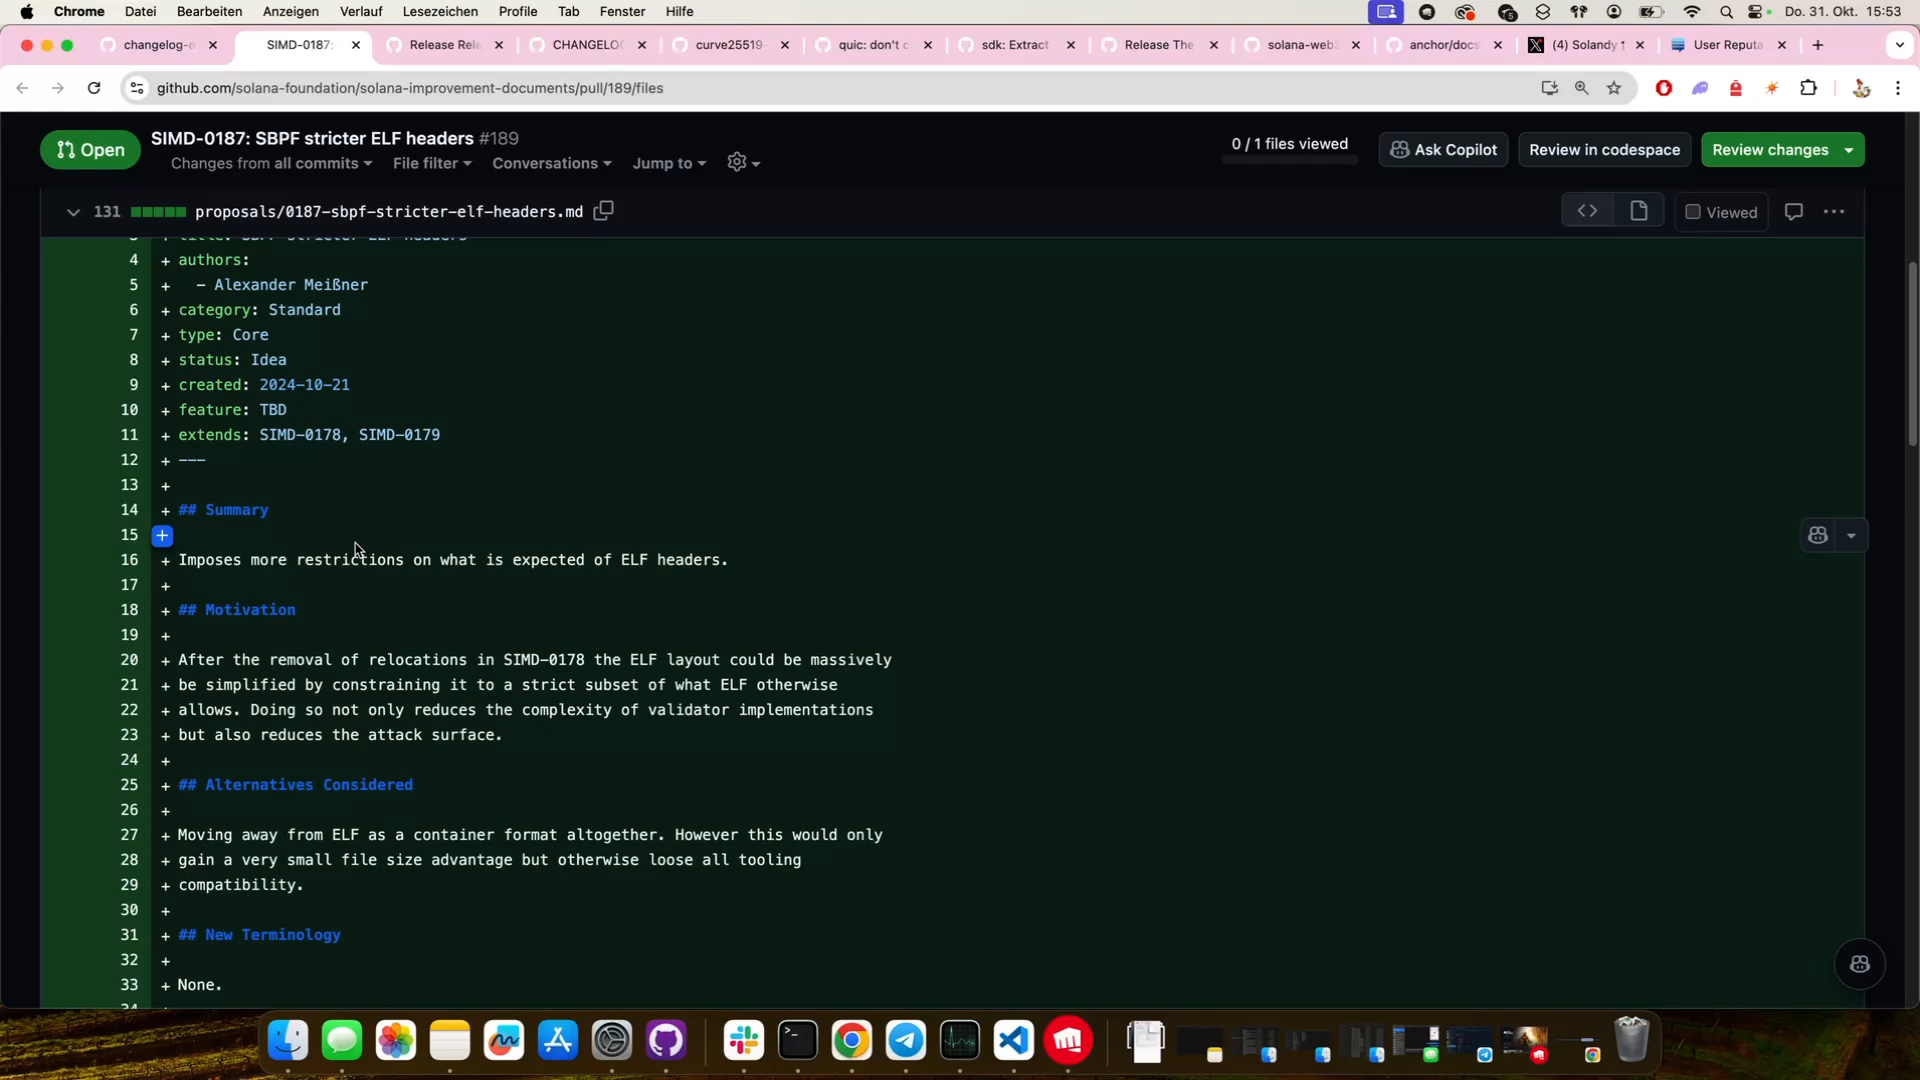 Chrome Datei Bearbeiten Anzeigen Verlauf Lesezeichen Profile Tab Fenster Hilfe Do. 31. Okt. 15:53
changelog-o SIMD-0187: Release Rele CHANGELOG curve25519- quic: don't c sdk: Extract Release The solana-web3 anchor/docs (4) Solandy User Reputa
github.com/solana-foundation/solana-improvement-documents/pull/189/files
Open
SIMD-0187: SBPF stricter ELF headers #189
Changes from all commits File filter Conversations Jump to
0 / 1 files viewed
Ask Copilot
Review in codespace
Review changes
131 proposals/0187-sbpf-stricter-elf-headers.md
Viewed
4 + authors:
5 + - Alexander Meißner
6 + category: Standard
7 + type: Core
8 + status: Idea
9 + created: 2024-10-21
10 + feature: TBD
11 + extends: SIMD-0178, SIMD-0179
12 + ---
13 +
14 + ## Summary
15 +
16 + Imposes more restrictions on what is expected of ELF headers.
17 +
18 + ## Motivation
19 +
20 + After the removal of relocations in SIMD-0178 the ELF layout could be massively
21 + be simplified by constraining it to a strict subset of what ELF otherwise
22 + allows. Doing so not only reduces the complexity of validator implementations
23 + but also reduces the attack surface.
24 +
25 + ## Alternatives Considered
26 +
27 + Moving away from ELF as a container format altogether. However this would only
28 + gain a very small file size advantage but otherwise loose all tooling
29 + compatibility.
30 +
31 + ## New Terminology
32 +
33 + None.